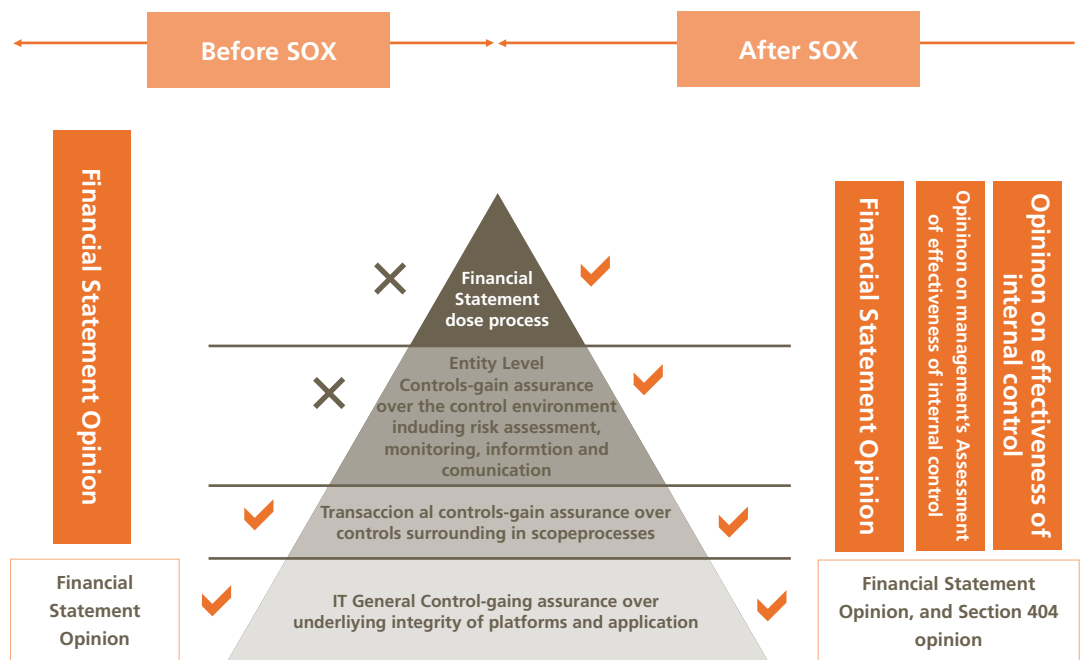 Before SOX
After SOX
Financial Statement Opinion
Financial
Statement
dose process
Entity Level
Controls-gain assurance
over the control environment
including risk assessment,
monitoring, informtion and
comunication
Transaccion al controls-gain assurance over
controls surrounding in scopeprocesses
IT General Control-gaing assurance over
underliying integrity of platforms and application
Financial Statement Opinion
Opininon on management's Assessment
of effectiveness of internal control
Opininon on effectiveness of
internal control
Financial
Statement
Opinion
Financial Statement
Opinion, and Section 404
opinion